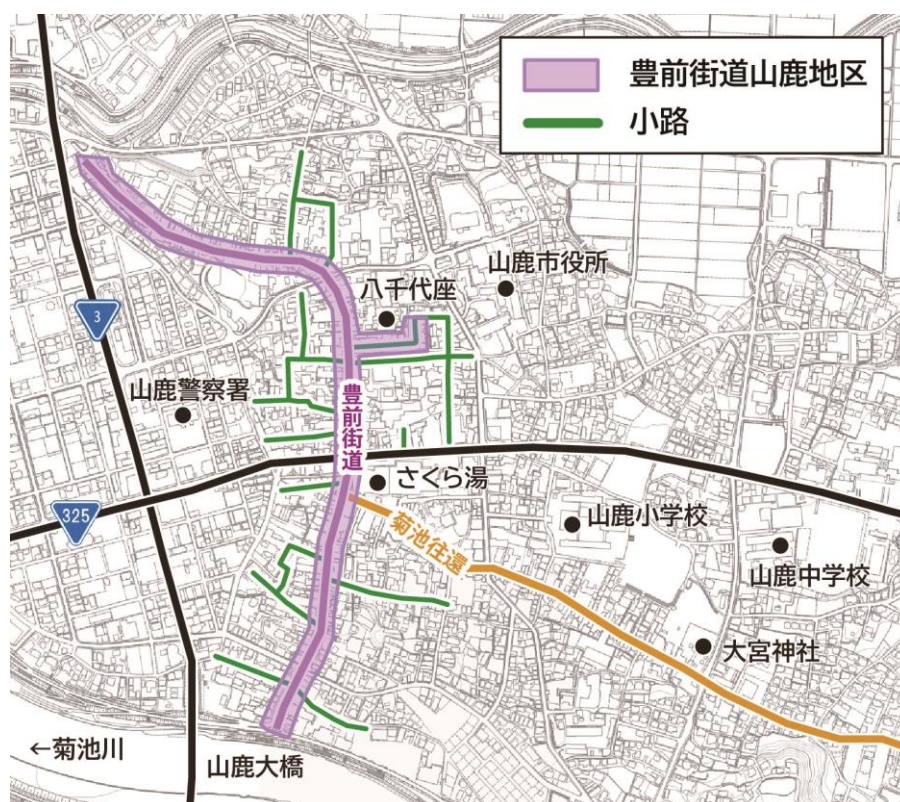 豊前街道山鹿地区
小路
山鹿市役所
八千代座
3
山鹿警察署
豊前街道
さくら湯
325
菊池往還
山鹿小学校
山鹿中学校
大宮神社
←菊池川
山鹿大橋